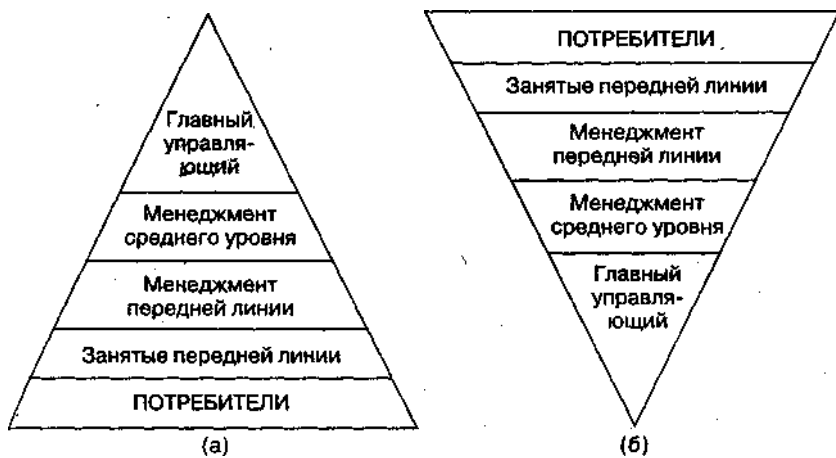 Главный
управля-
ющий
Менеджмент
среднего уровня
Менеджмент
передней линии
Занятые передней линии
ПОТРЕБИТЕЛИ
(а)
ПОТРЕБИТЕЛИ
Занятые передней линии
Менеджмент
передней линии
Менеджмент
среднего уровня
Главный
управля-
ющий
(б)